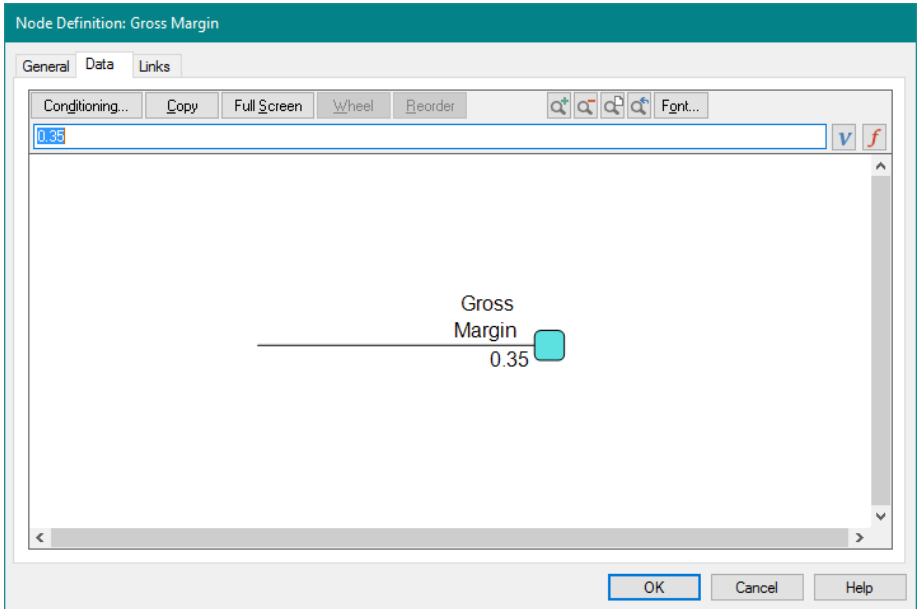 Node Definition: Gross Margin
General Data Links
Conditioning... Copy Full Screen Wheel Reorder Font...
0.35 V f
Gross
Margin
0.35
OK Cancel Help